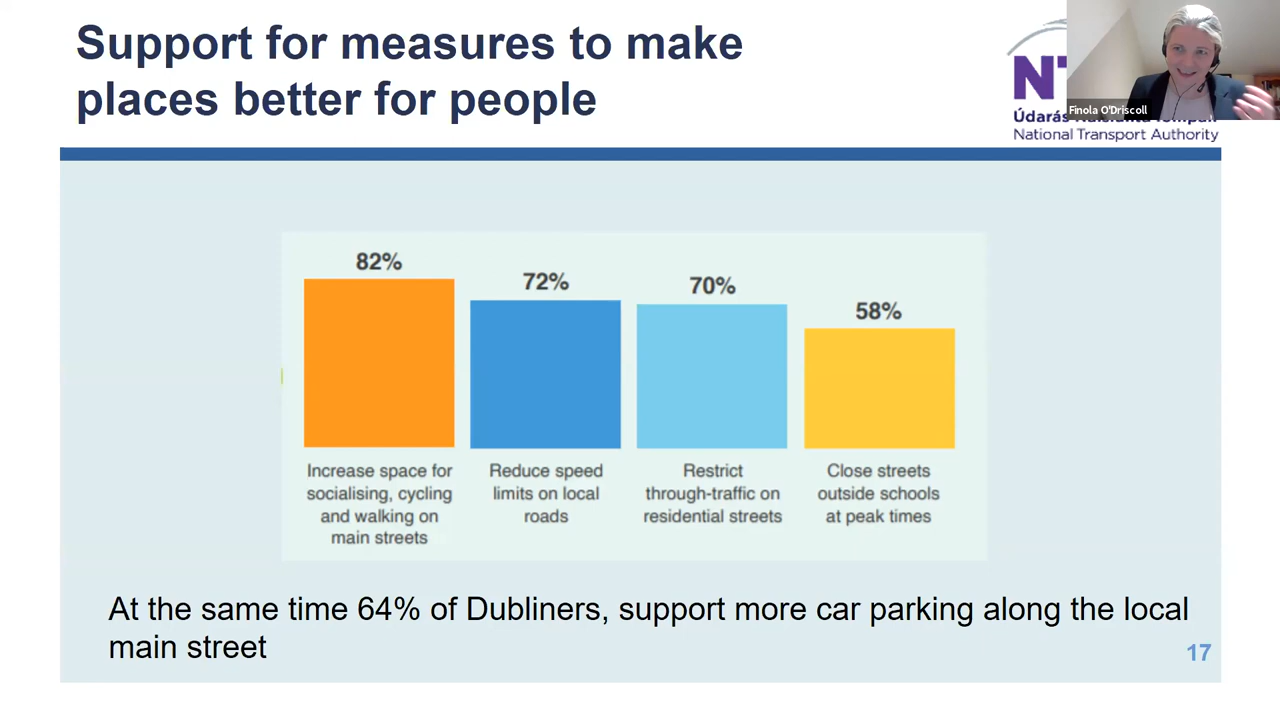 Support for measures to make
places better for people
NT
Finola O'Driscoll
Údarás
National Transport Authority
82%
72%
70%
58%
Increase space for
socialising, cycling
and walking on
main streets
Reduce speed
limits on local
roads
Restrict
through-traffic on
residential streets
Close streets
outside schools
at peak times
At the same time 64% of Dubliners, support more car parking along the local
main street
17